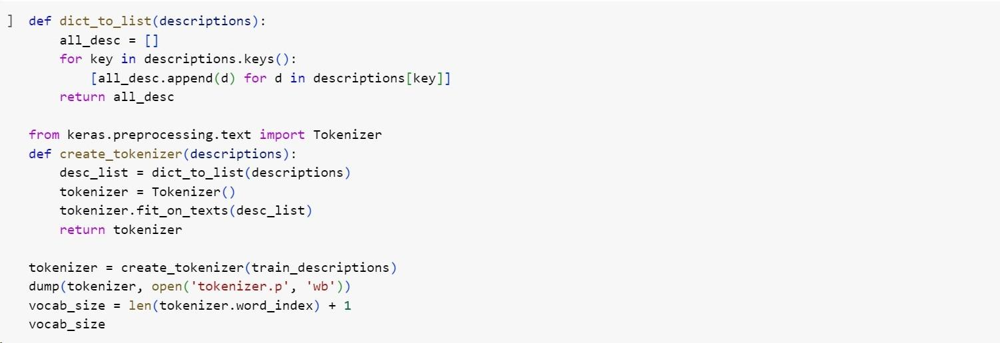 ] def dict_to_list(descriptions):
    all_desc = []
    for key in descriptions.keys():
        [all_desc.append(d) for d in descriptions[key]]
    return all_desc

from keras.preprocessing.text import Tokenizer
def create_tokenizer(descriptions):
    desc_list = dict_to_list(descriptions)
    tokenizer = Tokenizer()
    tokenizer.fit_on_texts(desc_list)
    return tokenizer

tokenizer = create_tokenizer(train_descriptions)
dump(tokenizer, open('tokenizer.p', 'wb'))
vocab_size = len(tokenizer.word_index) + 1
vocab_size